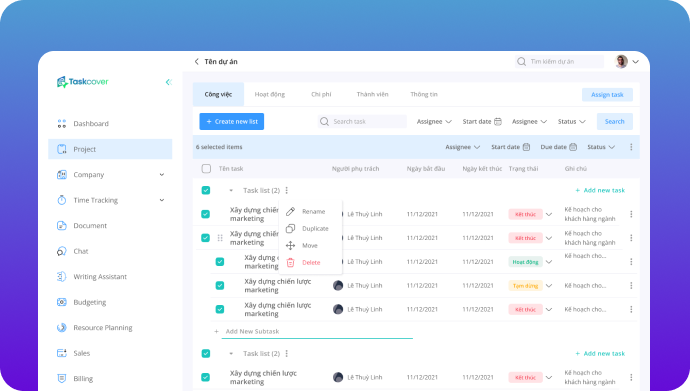 Taskcover
Tên dự án
Tìm kiếm dự án
Công việc
Hoạt động
Chi phí
Thành viên
Thông tin
Assign task
+ Create new list
Search task
Assignee
Start date
Assignee
Status
Search
6 selected items
Assignee
Start date
Due date
Status
Tên task
Người phụ trách
Ngày bắt đầu
Ngày kết thúc
Trạng thái
Ghi chú
Dashboard
Project
Company
Time Tracking
Document
Chat
Writing Assistant
Budgeting
Resource Planning
Sales
Billing
Task list (2)
+ Add new task
Xây dựng chiến
marketing
Lê Thuỳ Linh
11/12/2021
11/12/2021
Kết thúc
Kế hoạch cho
khách hàng ngành
Xây dựng chiến
marketing
Lê Thuỳ Linh
11/12/2021
11/12/2021
Kết thúc
Kế hoạch cho
khách hàng ngành
Xây dựng c
marketing
Lê Thuỳ Linh
11/12/2021
11/12/2021
Hoạt động
Kế hoạch cho...
Rename
Duplicate
Move
Delete
Xây dựng chiến lược
marketing
Lê Thuỳ Linh
11/12/2021
11/12/2021
Tạm dừng
Kế hoạch cho...
Xây dựng chiến lược
marketing
Lê Thuỳ Linh
11/12/2021
11/12/2021
Kết thúc
Kế hoạch cho...
+ Add New Subtask
Task list (2)
+ Add new task
Xây dựng chiến lược
marketing
Lê Thuỳ Linh
11/12/2021
11/12/2021
Kết thúc
Kế hoạch cho
khách hàng ngành